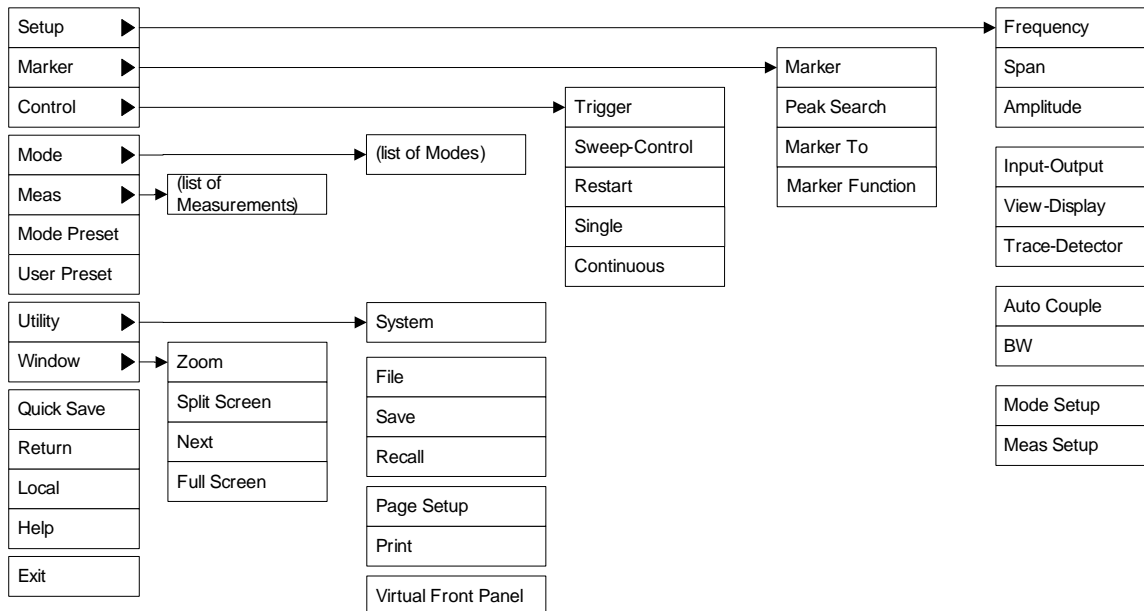 Setup
Marker
Control
Mode
Meas
Mode Preset
User Preset
Utility
Window
Quick Save
Return
Local
Help
Exit
(list of
Measurements)
Zoom
Split Screen
Next
Full Screen
(list of Modes)
System
File
Save
Recall
Page Setup
Print
Virtual Front Panel
Trigger
Sweep-Control
Restart
Single
Continuous
Marker
Peak Search
Marker To
Marker Function
Frequency
Span
Amplitude
Input-Output
View-Display
Trace-Detector
Auto Couple
BW
Mode Setup
Meas Setup